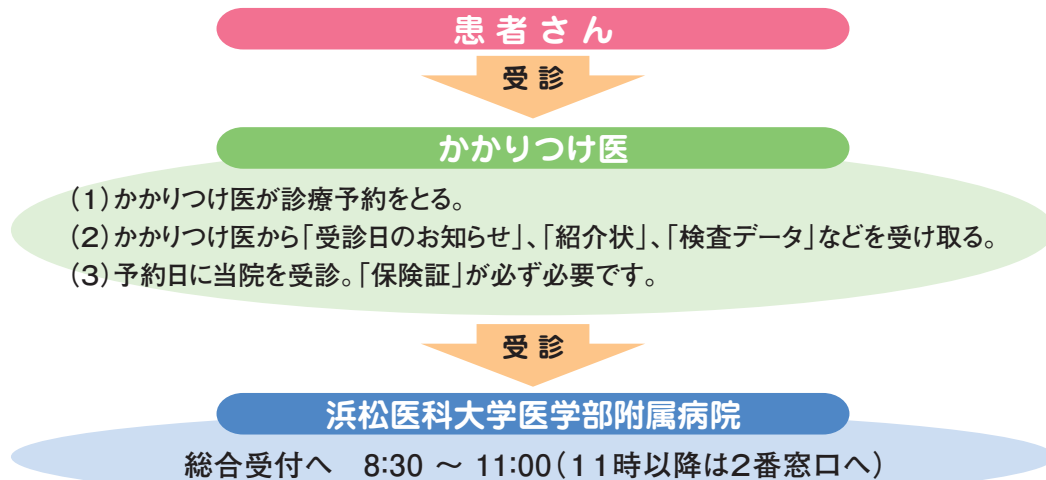 患者さん
受診
かかりつけ医
(1)かかりつけ医が診療予約をとる。
(2)かかりつけ医から「受診日のお知らせ」、「紹介状」、「検査データ」などを受け取る。
(3)予約日に当院を受診。「保険証」が必ず必要です。
受診
浜松医科大学医学部附属病院
総合受付へ　8:30 ～ 11:00(11時以降は2番窓口へ)